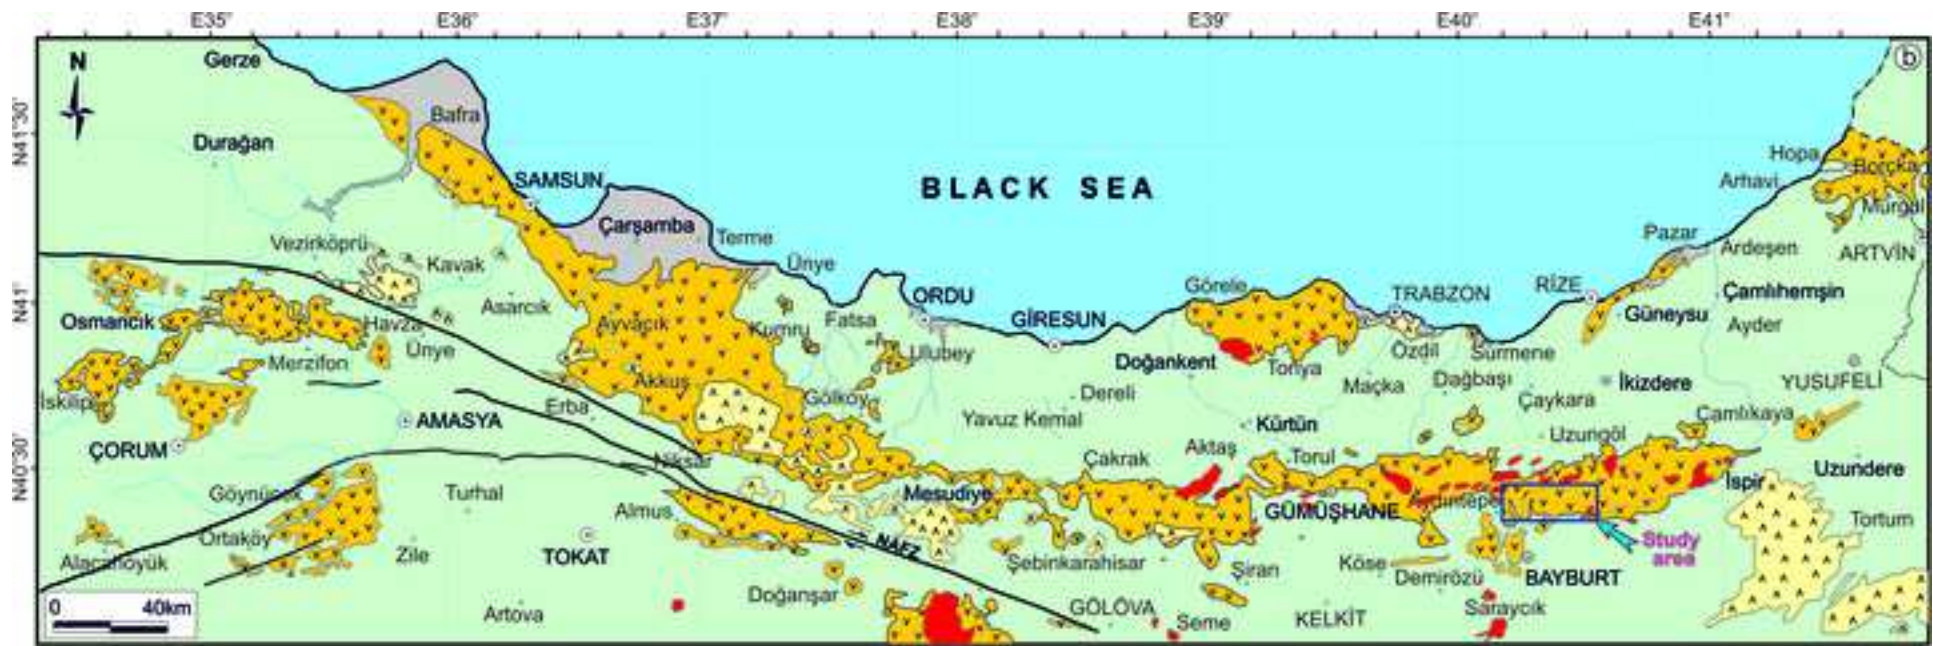 E35° E36° E37° E38° E39° E40° E41°
b
N
Gerze
Bafra
N41°30'
Durağan
Hopa
Borçka
SAMSUN
BLACK SEA
Arhavi
Murgul
Çarşamba
Terme
Pazar
Ardeşen
Vezirköprü
Kavak
Ünye
ARTVİN
Asarcık
ORDU
Görele
TRABZON
RİZE
Çamlıhemşin
N41°
Osmancık
Havza
Ayvacık
Kumru
Fatsa
GİRESUN
Güneysu
Ayder
Merzifon
Ünye
Ulubey
Doğankent
Tonya
Özdil
Sürmene
İskilip
Akkuş
Gölköy
Dereli
Maçka
Dağbaşı
İkizdere
YUSUFELİ
Erba
Çaykara
Çamlıkaya
ÇORUM
AMASYA
Yavuz Kemal
Kürtün
Uzungöl
N40°30'
Niksar
Çakrak
Aktaş
Torul
Uzundere
Göynücek
Turhal
Mesudiye
Aydıntepe
İspir
Almus
GÜMÜŞHANE
Tortum
Ortaköy
Zile
TOKAT
NAFZ
Study
area
Alacahöyük
Şebinkarahisar
Şiran
Köse
Demirözü
BAYBURT
0 40km
Artova
Doğanşar
GÖLÖVA
Seme
KELKİT
Saraycık